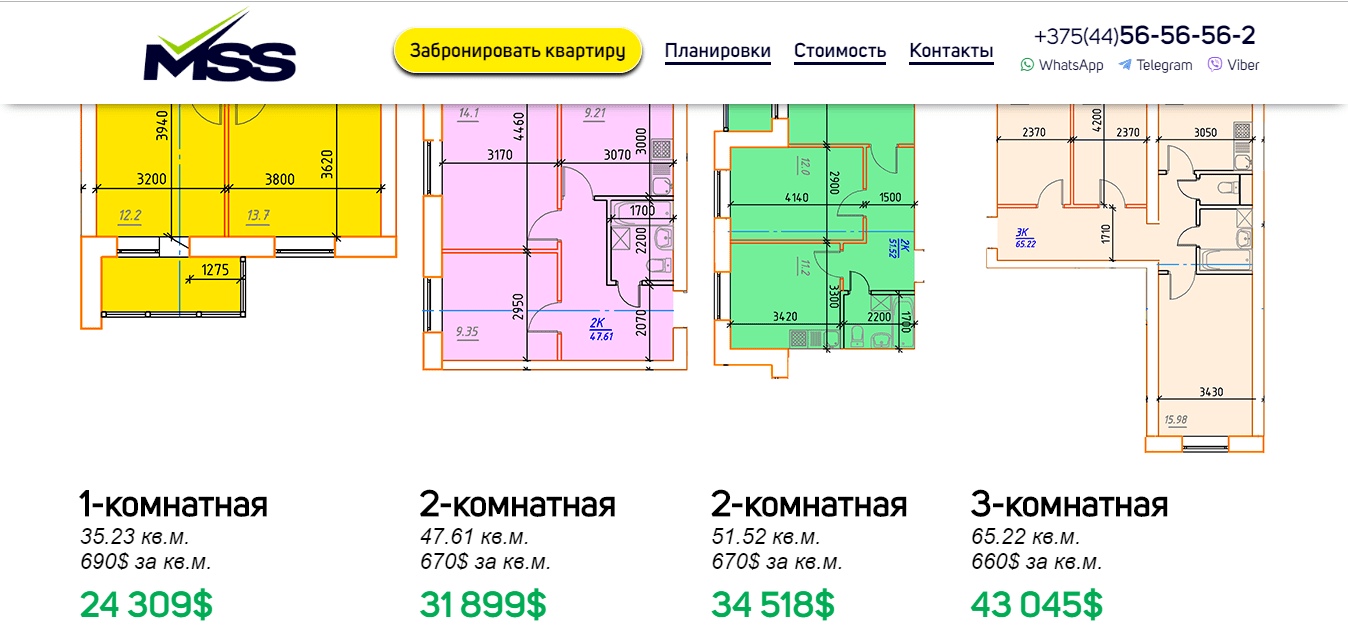 MSS
Забронировать квартиру
Планировки
Стоимость
Контакты
+375(44)56-56-56-2
WhatsApp
Telegram
Viber
3940
3200
3800
3620
12.2
13.7
1275
14.1
9.21
4460
3000
3170
3070
1700
2200
2950
9.35
2К
47.61
2070
12.0
2900
4140
1500
2К
51.52
11.2
3300
3420
2200
1700
4200
2370
2370
3050
3К
65.22
1710
3430
15.98
1-комнатная
35.23 кв.м.
690$ за кв.м.
24 309$
2-комнатная
47.61 кв.м.
670$ за кв.м.
31 899$
2-комнатная
51.52 кв.м.
670$ за кв.м.
34 518$
3-комнатная
65.22 кв.м.
660$ за кв.м.
43 045$